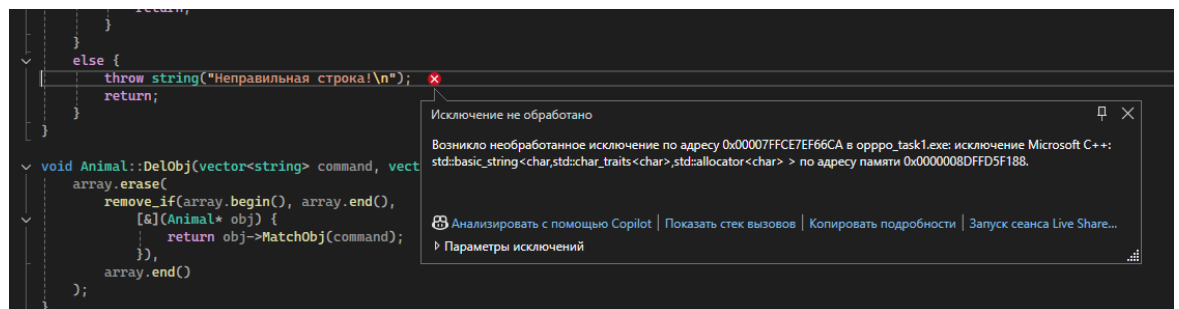 return;
}
}
else {
throw string("Неправильная строка!\n");
return;
}
}
Исключение не обработано
Возникло необработанное исключение по адресу 0x00007FFCE7EF66CA в opppo_task1.exe: исключение Microsoft C++:
std::basic_string<char,std::char_traits<char>,std::allocator<char> > по адресу памяти 0x0000008DFFD5F188.
Анализировать с помощью Copilot | Показать стек вызовов | Копировать подробности | Запуск сеанса Live Share...
Параметры исключений
void Animal::DelObj(vector<string> command, vect
array.erase(
remove_if(array.begin(), array.end(),
[&](Animal* obj) {
return obj->MatchObj(command);
}),
array.end()
);
}